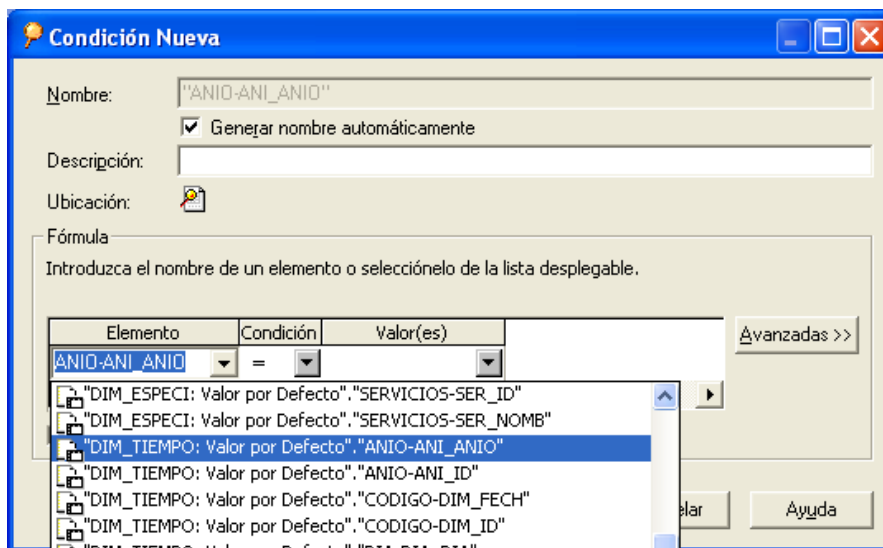 Condición Nueva
Nombre: "ANIO-ANI_ANIO"
Generar nombre automáticamente
Descripción:
Ubicación:
Fórmula
Introduzca el nombre de un elemento o selecciónelo de la lista desplegable.
Elemento Condición Valor(es) Avanzadas >>
ANIO-ANI_ANIO =
"DIM_ESPECI: Valor por Defecto"."SERVICIOS-SER_ID"
"DIM_ESPECI: Valor por Defecto"."SERVICIOS-SER_NOMB"
"DIM_TIEMPO: Valor por Defecto"."ANIO-ANI_ANIO"
"DIM_TIEMPO: Valor por Defecto"."ANIO-ANI_ID"
"DIM_TIEMPO: Valor por Defecto"."CODIGO-DIM_FECH"
"DIM_TIEMPO: Valor por Defecto"."CODIGO-DIM_ID" elar Ayuda